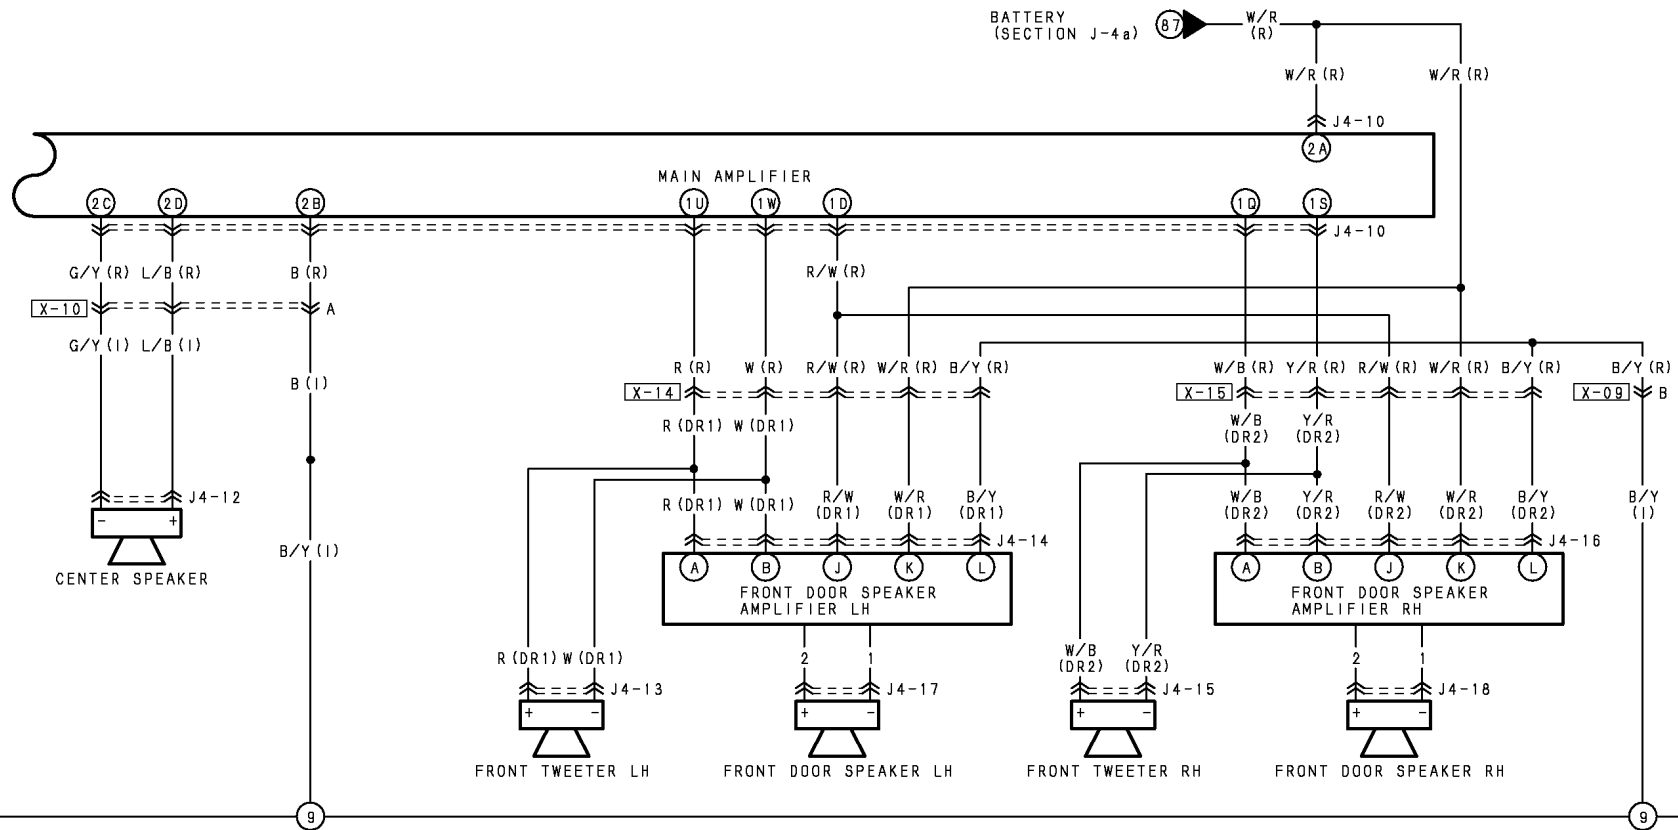 BATTERY
(SECTION J-4a)
87
W/R
(R)
W/R (R)
W/R (R)
J4-10
2A
MAIN AMPLIFIER
2C 2D 2B 1U 1W 1D 1Q 1S
J4-10
G/Y (R) L/B (R) B (R) R/W (R)
X-10 A
G/Y (I) L/B (I)
B (I)
R (R) W (R) R/W (R) W/R (R) B/Y (R) W/B (R) Y/R (R) R/W (R) W/R (R) B/Y (R) B/Y (R)
X-14 X-15 X-09 B
R (DR1) W (DR1)
W/B
(DR2)
Y/R
(DR2)
J4-12
- +
CENTER SPEAKER
B/Y (I)
R (DR1) W (DR1)
R/W
(DR1)
W/R
(DR1)
B/Y
(DR1)
W/B
(DR2)
Y/R
(DR2)
R/W
(DR2)
W/R
(DR2)
B/Y
(DR2)
B/Y
(I)
J4-14
J4-16
A B J K L
FRONT DOOR SPEAKER
AMPLIFIER LH
A B J K L
FRONT DOOR SPEAKER
AMPLIFIER RH
R (DR1) W (DR1)
2 1
W/B
(DR2)
Y/R
(DR2)
2 1
J4-13
J4-17
J4-15
J4-18
+ -
+ -
+ -
+ -
FRONT TWEETER LH
FRONT DOOR SPEAKER LH
FRONT TWEETER RH
FRONT DOOR SPEAKER RH
9
9